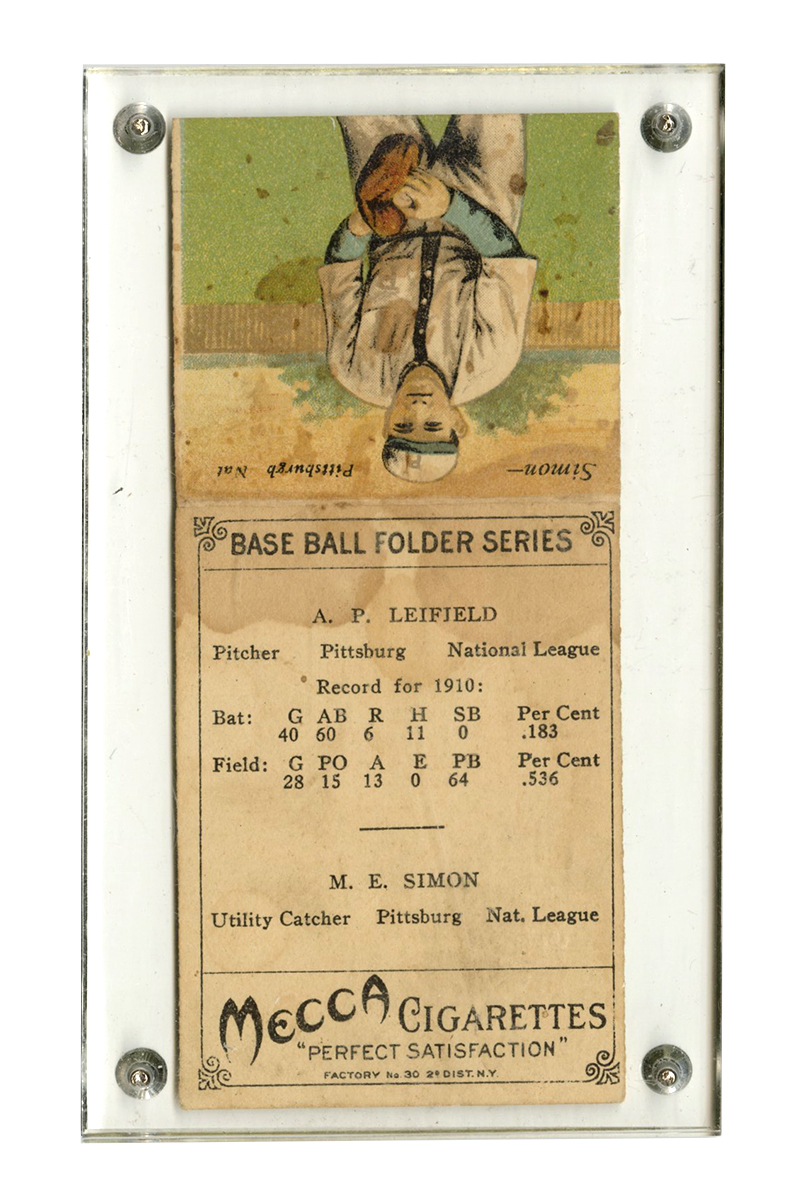 Simon— Pittsburgh Nat
BASE BALL FOLDER SERIES
A. P. LEIFIELD
Pitcher Pittsburg National League
Record for 1910:
Bat: G AB R H SB Per Cent
40 60 6 11 0 .183
Field: G PO A E PB Per Cent
28 15 13 0 64 .536
M. E. SIMON
Utility Catcher Pittsburg Nat. League
MECCA CIGARETTES
"PERFECT SATISFACTION"
FACTORY No. 30 2ᴰ DIST. N.Y.